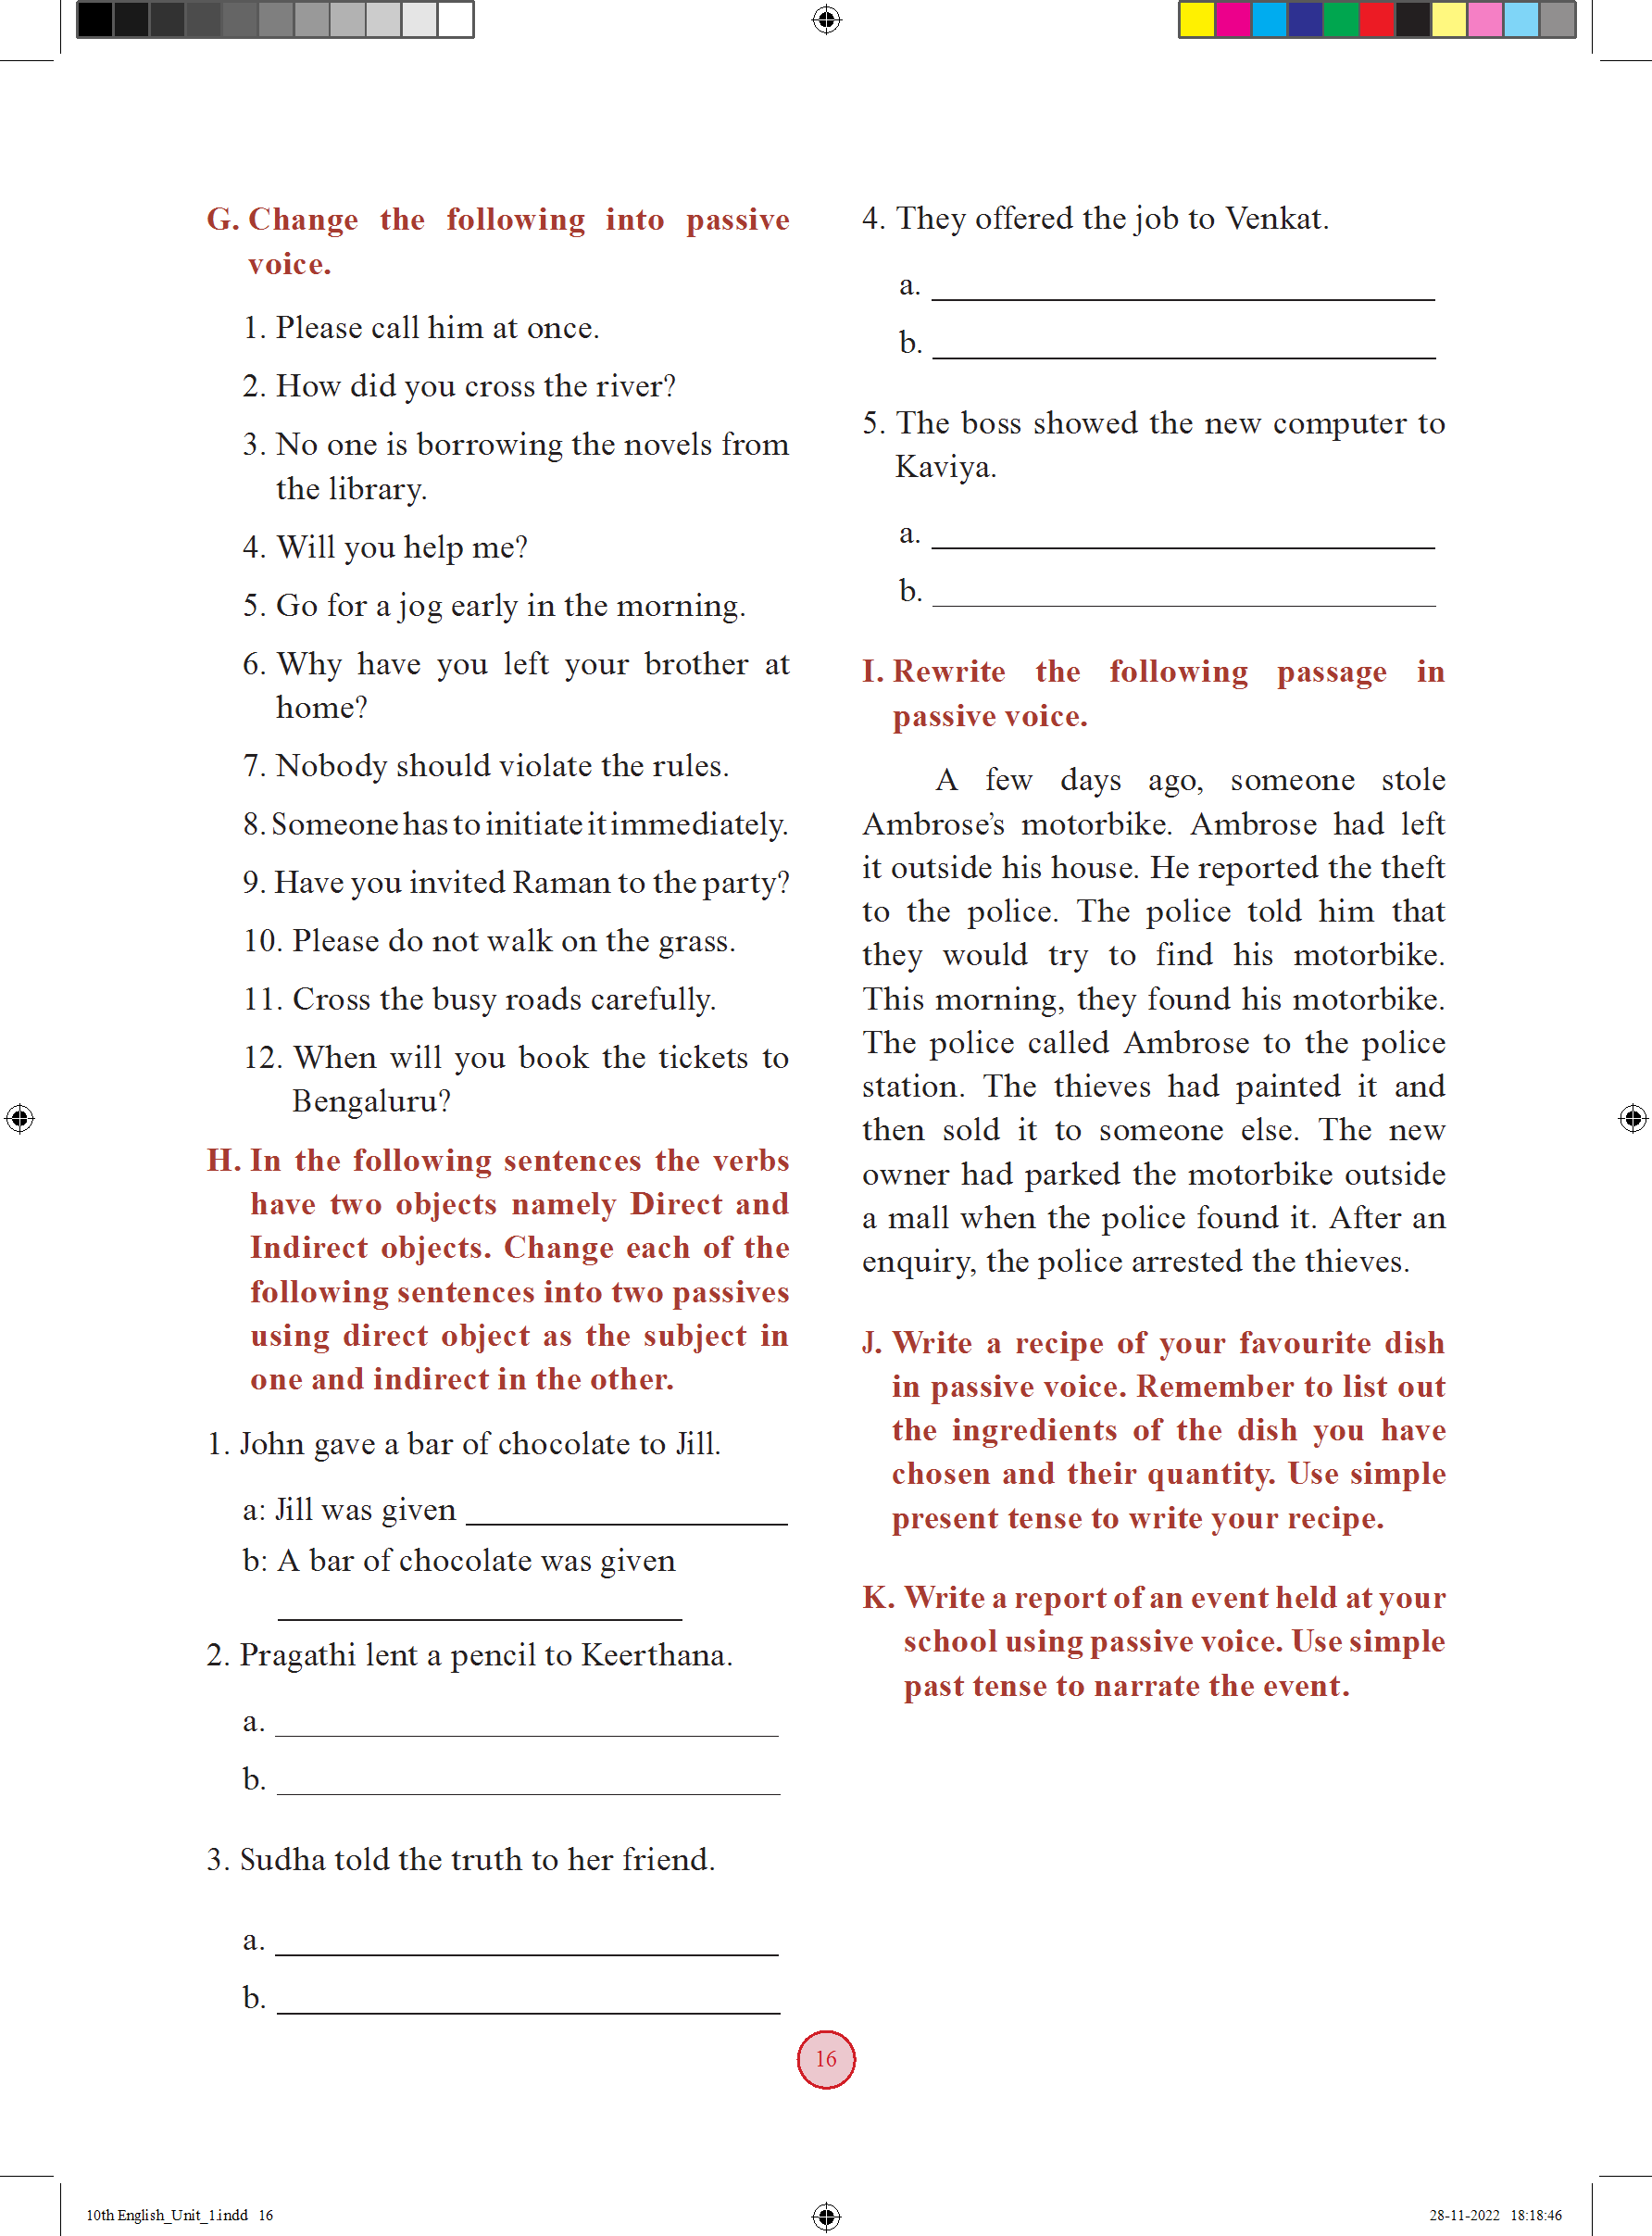 G. Change the following into passive
voice.
1. Please call him at once.
2. How did you cross the river?
3. No one is borrowing the novels from
the library.
4. Will you help me?
5. Go for a jog early in the morning.
6. Why have you left your brother at
home?
7. Nobody should violate the rules.
8. Someone has to initiate it immediately.
9. Have you invited Raman to the party?
10. Please do not walk on the grass.
11. Cross the busy roads carefully.
12. When will you book the tickets to
Bengaluru?
H. In the following sentences the verbs
have two objects namely Direct and
Indirect objects. Change each of the
following sentences into two passives
using direct object as the subject in
one and indirect in the other.
1. John gave a bar of chocolate to Jill.
a: Jill was given ____________________
b: A bar of chocolate was given
____________________
2. Pragathi lent a pencil to Keerthana.
a. ____________________
b. ____________________
3. Sudha told the truth to her friend.
a. ____________________
b. ____________________
4. They offered the job to Venkat.
a. ____________________
b. ____________________
5. The boss showed the new computer to
Kaviya.
a. ____________________
b. ____________________
I. Rewrite the following passage in
passive voice.
A few days ago, someone stole
Ambrose’s motorbike. Ambrose had left
it outside his house. He reported the theft
to the police. The police told him that
they would try to find his motorbike.
This morning, they found his motorbike.
The police called Ambrose to the police
station. The thieves had painted it and
then sold it to someone else. The new
owner had parked the motorbike outside
a mall when the police found it. After an
enquiry, the police arrested the thieves.
J. Write a recipe of your favourite dish
in passive voice. Remember to list out
the ingredients of the dish you have
chosen and their quantity. Use simple
present tense to write your recipe.
K. Write a report of an event held at your
school using passive voice. Use simple
past tense to narrate the event.
16
10th English_Unit_1.indd 16
28-11-2022 18:18:46